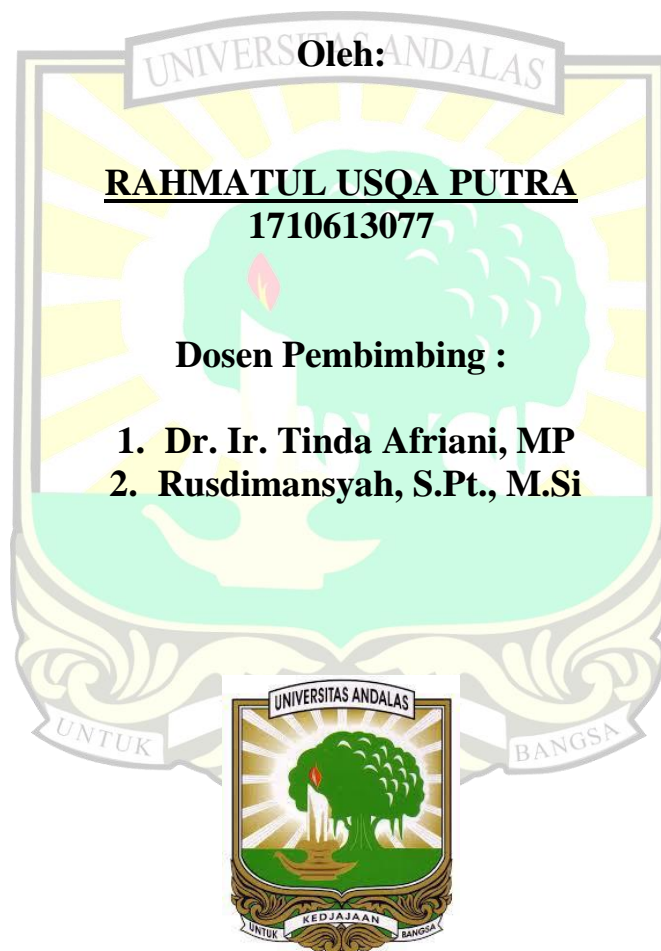 UNIVERSITAS ANDALAS
Oleh:
RAHMATUL USQA PUTRA
1710613077
Dosen Pembimbing :
1. Dr. Ir. Tinda Afriani, MP
2. Rusdimansyah, S.Pt., M.Si
UNTUK BANGSA
UNIVERSITAS ANDALAS
KEDJAJAAN
UNTUK BANGSA